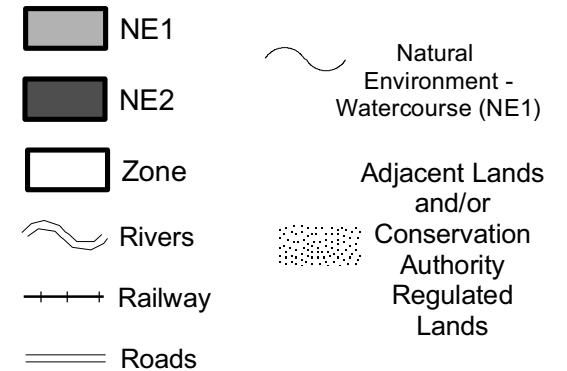 NE1
NE2
Zone
Rivers
Railway
Roads
Natural
Environment -
Watercourse (NE1)
Adjacent Lands
and/or
Conservation
Authority
Regulated
Lands